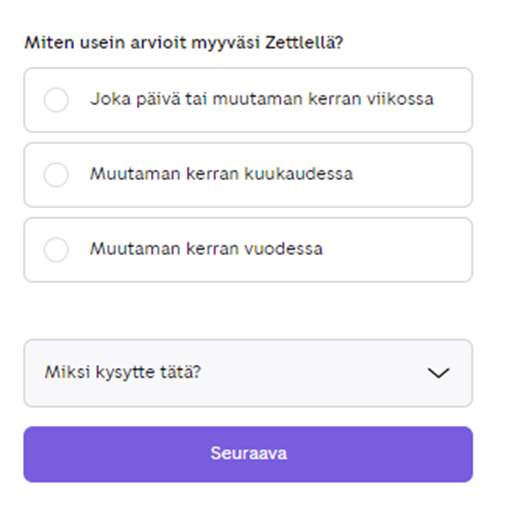 Miten usein arvioit myyväsi Zettlellä?
Joka päivä tai muutaman kerran viikossa
Muutaman kerran kuukaudessa
Muutaman kerran vuodessa
Miksi kysytte tätä?
Seuraava